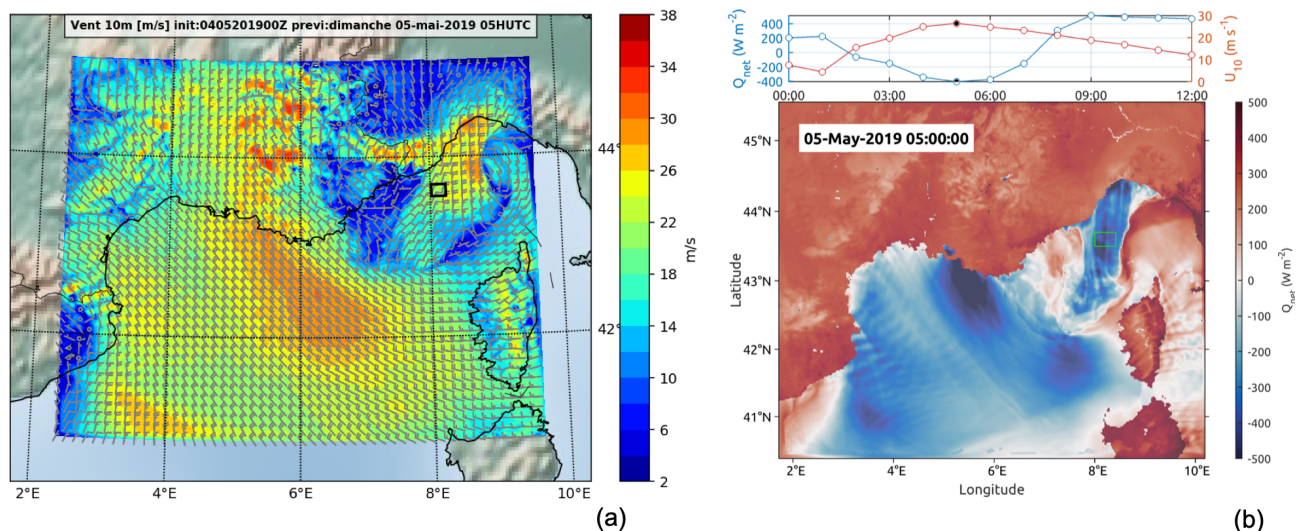 Vent 10m [m/s] init:0405201900Z previ:dimanche 05-mai-2019 05HUTC
44°
42°
2°E 4°E 6°E 8°E 10°E
38
34
30
26
22
18
14
10
6
2
m/s
(a)
Q_net (W m⁻²)
400
200
0
-200
-400
30
20
10
0
U_10 (m s⁻¹)
00:00 03:00 06:00 09:00 12:00
05-May-2019 05:00:00
45°N
44°N
43°N
42°N
41°N
Latitude
2°E 4°E 6°E 8°E 10°E
Longitude
500
400
300
200
100
0
-100
-200
-300
-400
-500
Q_net (W m⁻²)
(b)